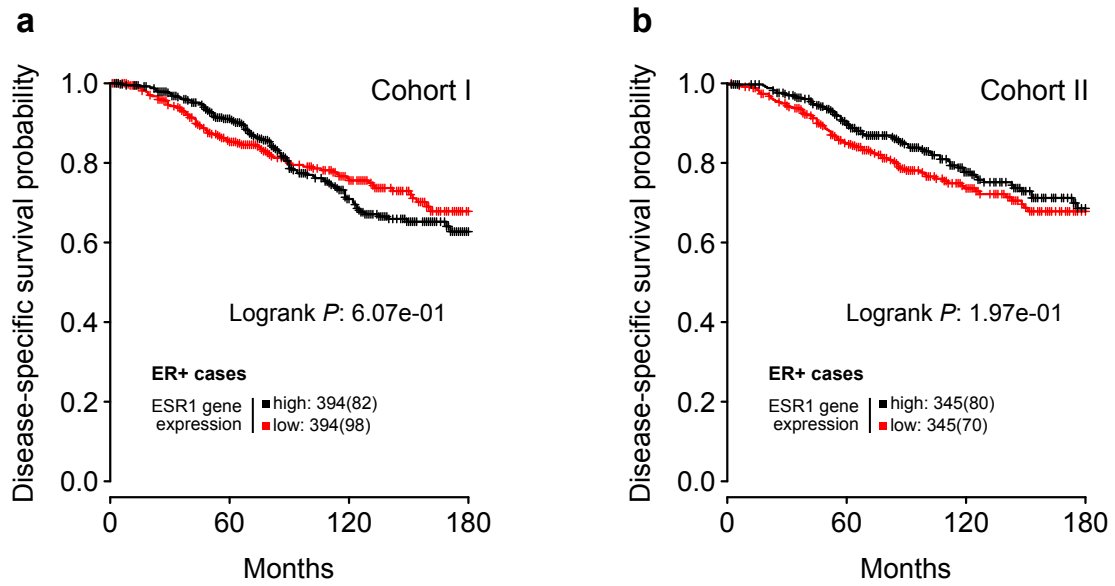 a
Disease-specific survival probability
1.0
0.8
0.6
0.4
0.2
0.0
Cohort I
Logrank P: 6.07e-01
ER+ cases
ESR1 gene
expression
high: 394(82)
low: 394(98)
0 60 120 180
Months
b
Disease-specific survival probability
1.0
0.8
0.6
0.4
0.2
0.0
Cohort II
Logrank P: 1.97e-01
ER+ cases
ESR1 gene
expression
high: 345(80)
low: 345(70)
0 60 120 180
Months